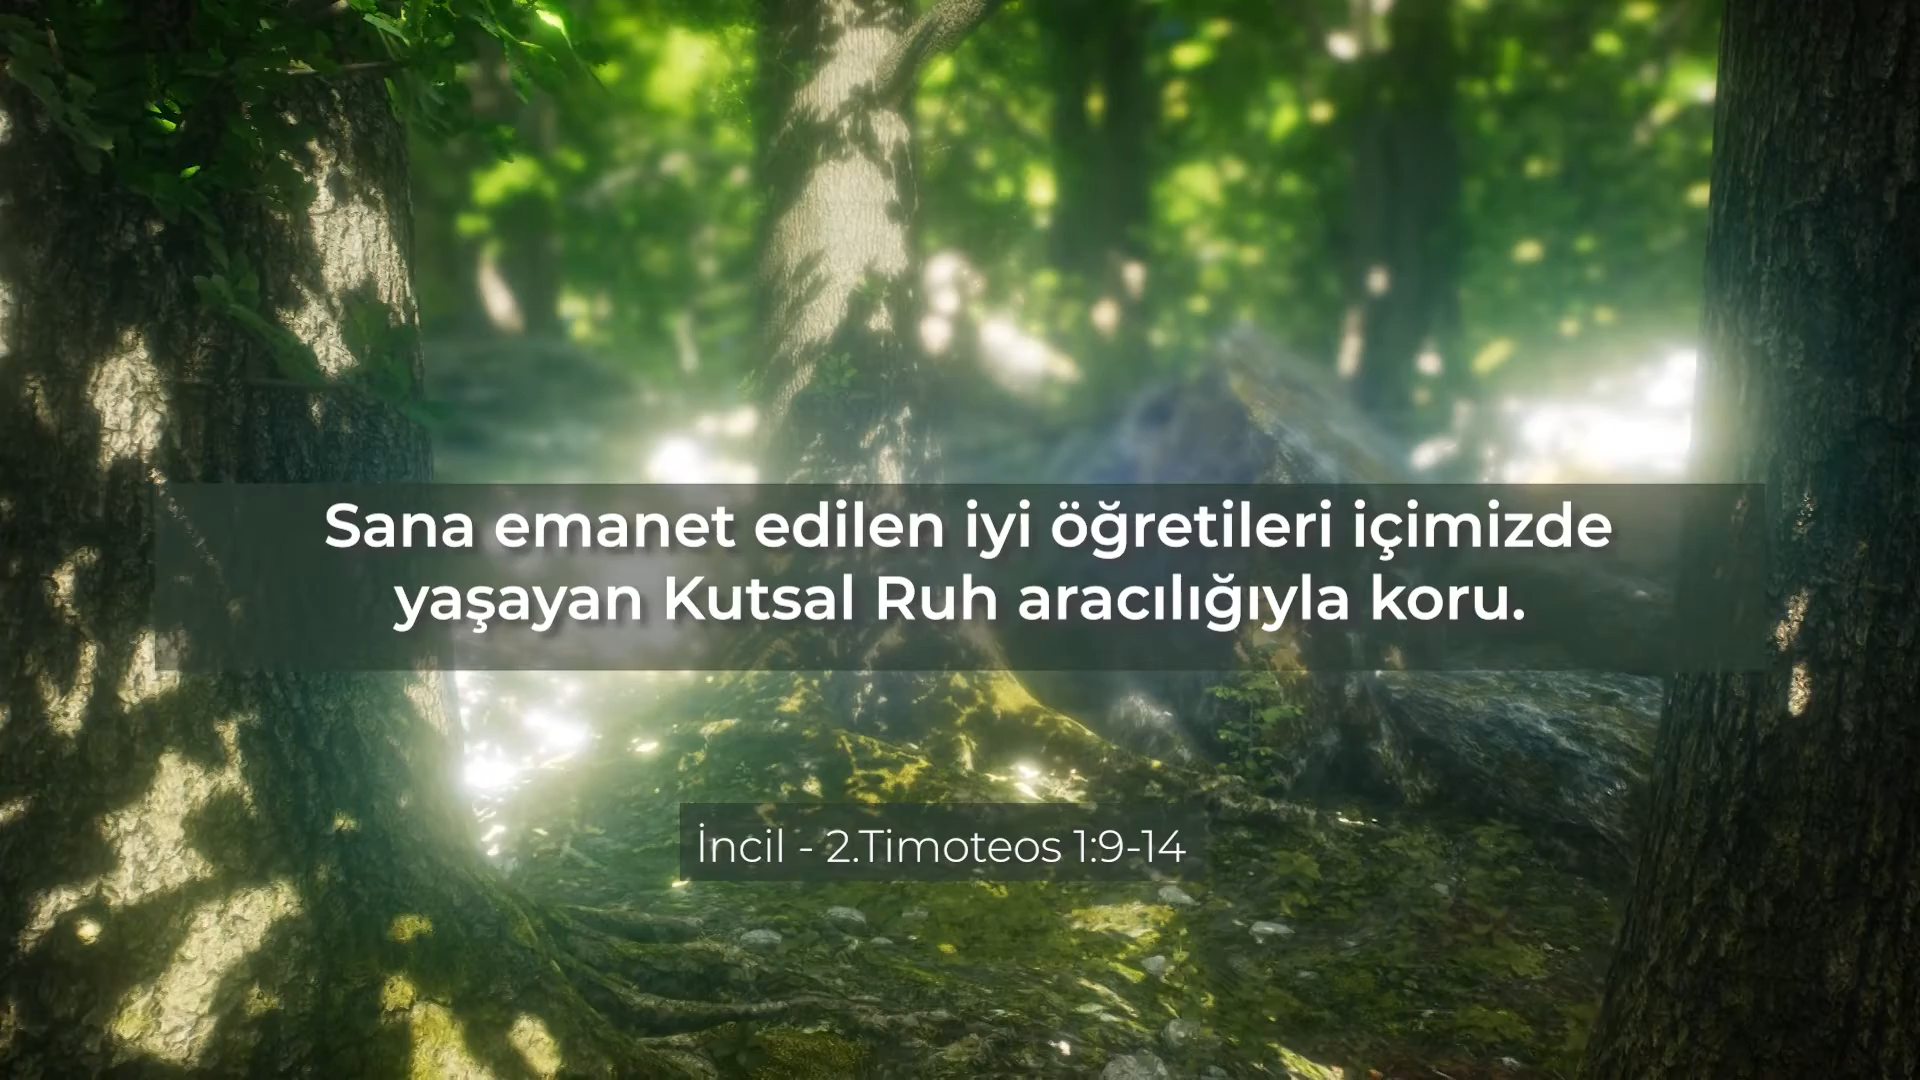 Sana emanet edilen iyi öğretileri içimizde
yaşayan Kutsal Ruh aracılığıyla koru.
İncil - 2.Timoteos 1:9-14